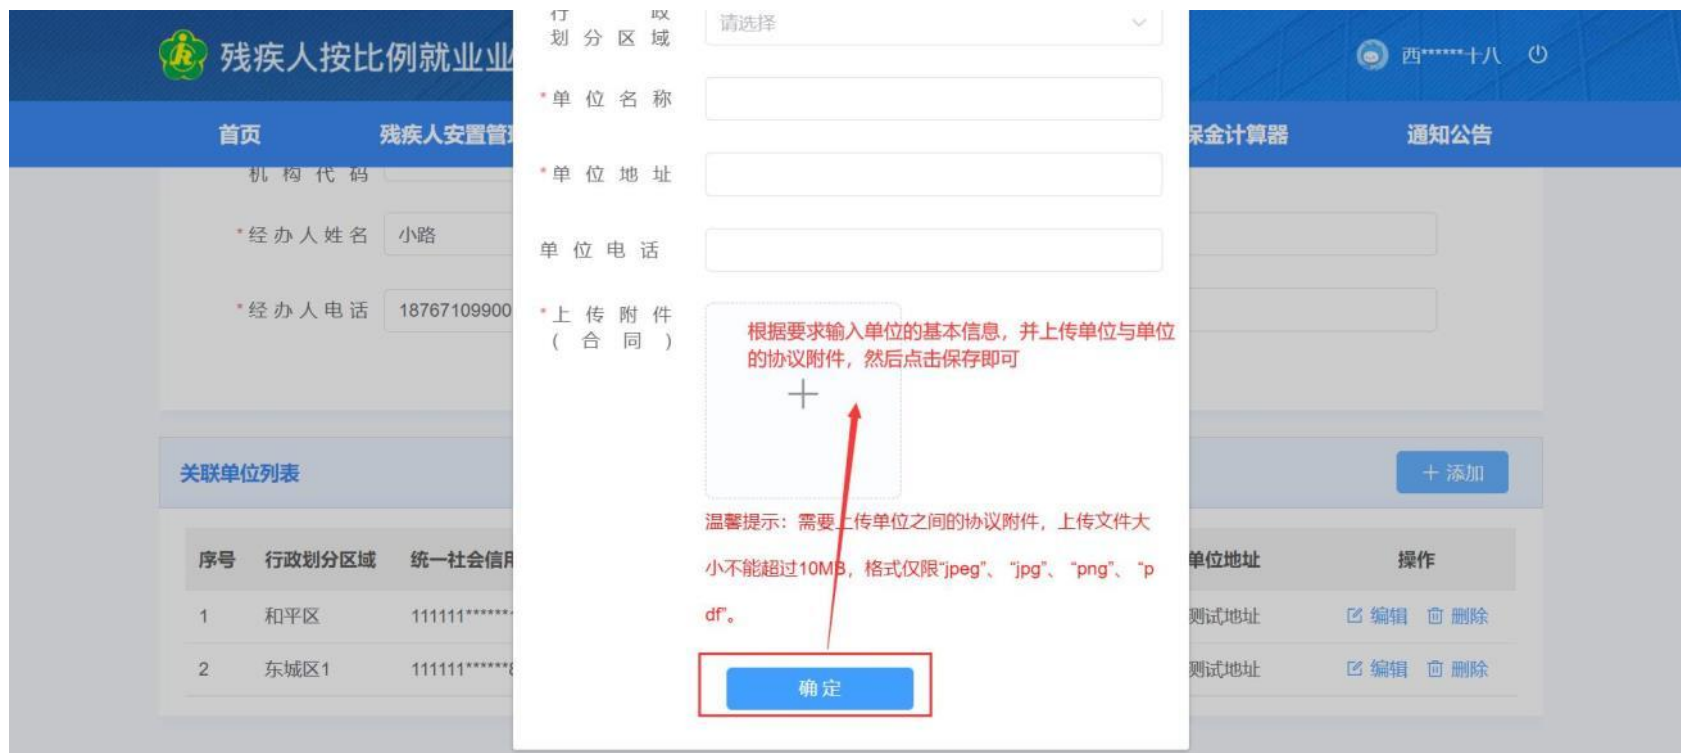 残疾人按比例就业业
西******十八
首页 残疾人安置管 保金计算器 通知公告
行 政
划 分 区 域
请选择
*单 位 名 称
*单 位 地 址
单 位 电 话
*上 传 附 件
( 合 同 )
根据要求输入单位的基本信息，并上传单位与单位
的协议附件，然后点击保存即可
温馨提示：需要上传单位之间的协议附件，上传文件大
小不能超过10MB，格式仅限“jpeg”、 “jpg”、 “png”、 “p
df”。
确定
机 构 代 码
*经 办 人 姓 名 小路
*经 办 人 电 话 18767109900
关联单位列表
+ 添加
序号 行政划分区域 统一社会信用 单位地址 操作
1 和平区 111111****** 测试地址 编辑 删除
2 东城区1 111111******8 测试地址 编辑 删除